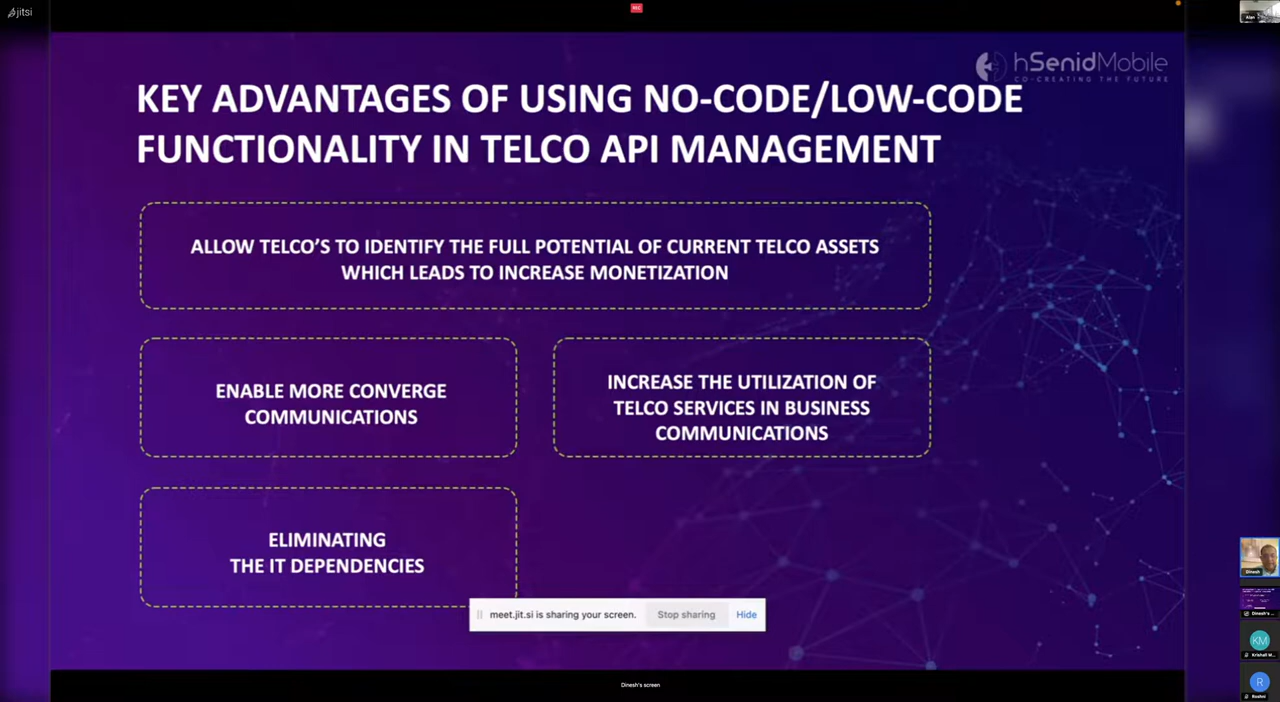 jitsi
REC
Alan
hSenidMobile
CO-CREATING THE FUTURE
KEY ADVANTAGES OF USING NO-CODE/LOW-CODE
FUNCTIONALITY IN TELCO API MANAGEMENT
ALLOW TELCO'S TO IDENTIFY THE FULL POTENTIAL OF CURRENT TELCO ASSETS
WHICH LEADS TO INCREASE MONETIZATION
ENABLE MORE CONVERGE
COMMUNICATIONS
INCREASE THE UTILIZATION OF
TELCO SERVICES IN BUSINESS
COMMUNICATIONS
ELIMINATING
THE IT DEPENDENCIES
meet.jit.si is sharing your screen.
Stop sharing
Hide
Dinesh
Dinesh's ...
KM
Krishall M...
R
Roshni
Dinesh's screen